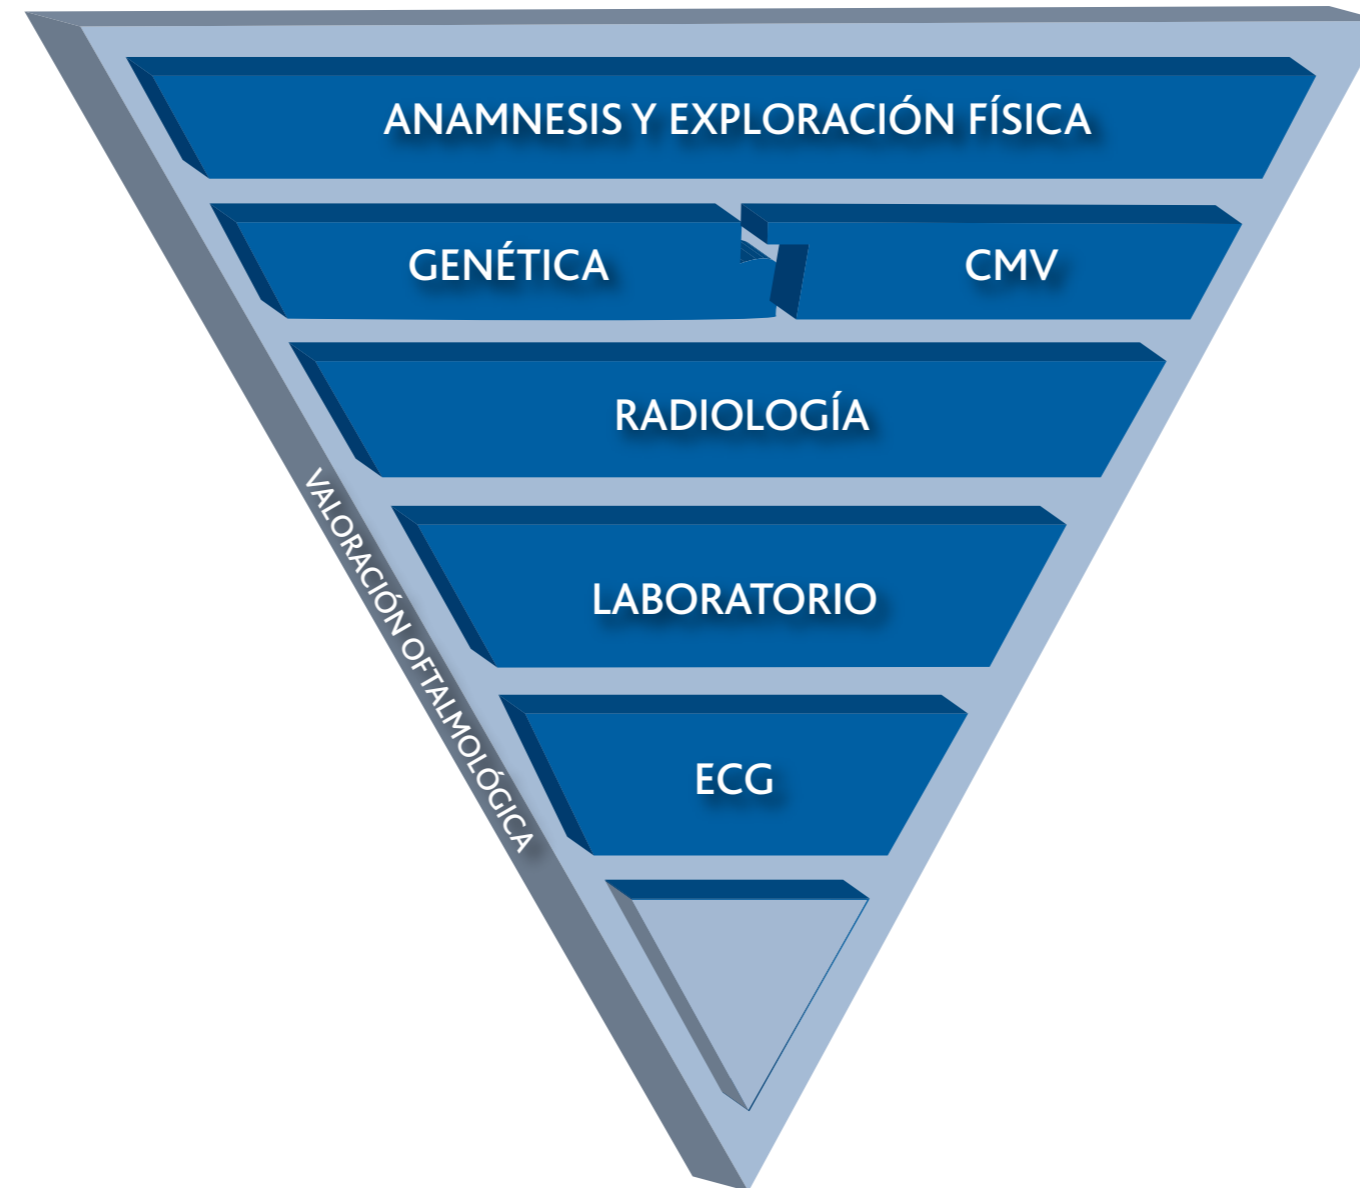 ANAMNESIS Y EXPLORACIÓN FÍSICA
GENÉTICA
CMV
RADIOLOGÍA
LABORATORIO
ECG
VALORACIÓN OFTALMOLÓGICA